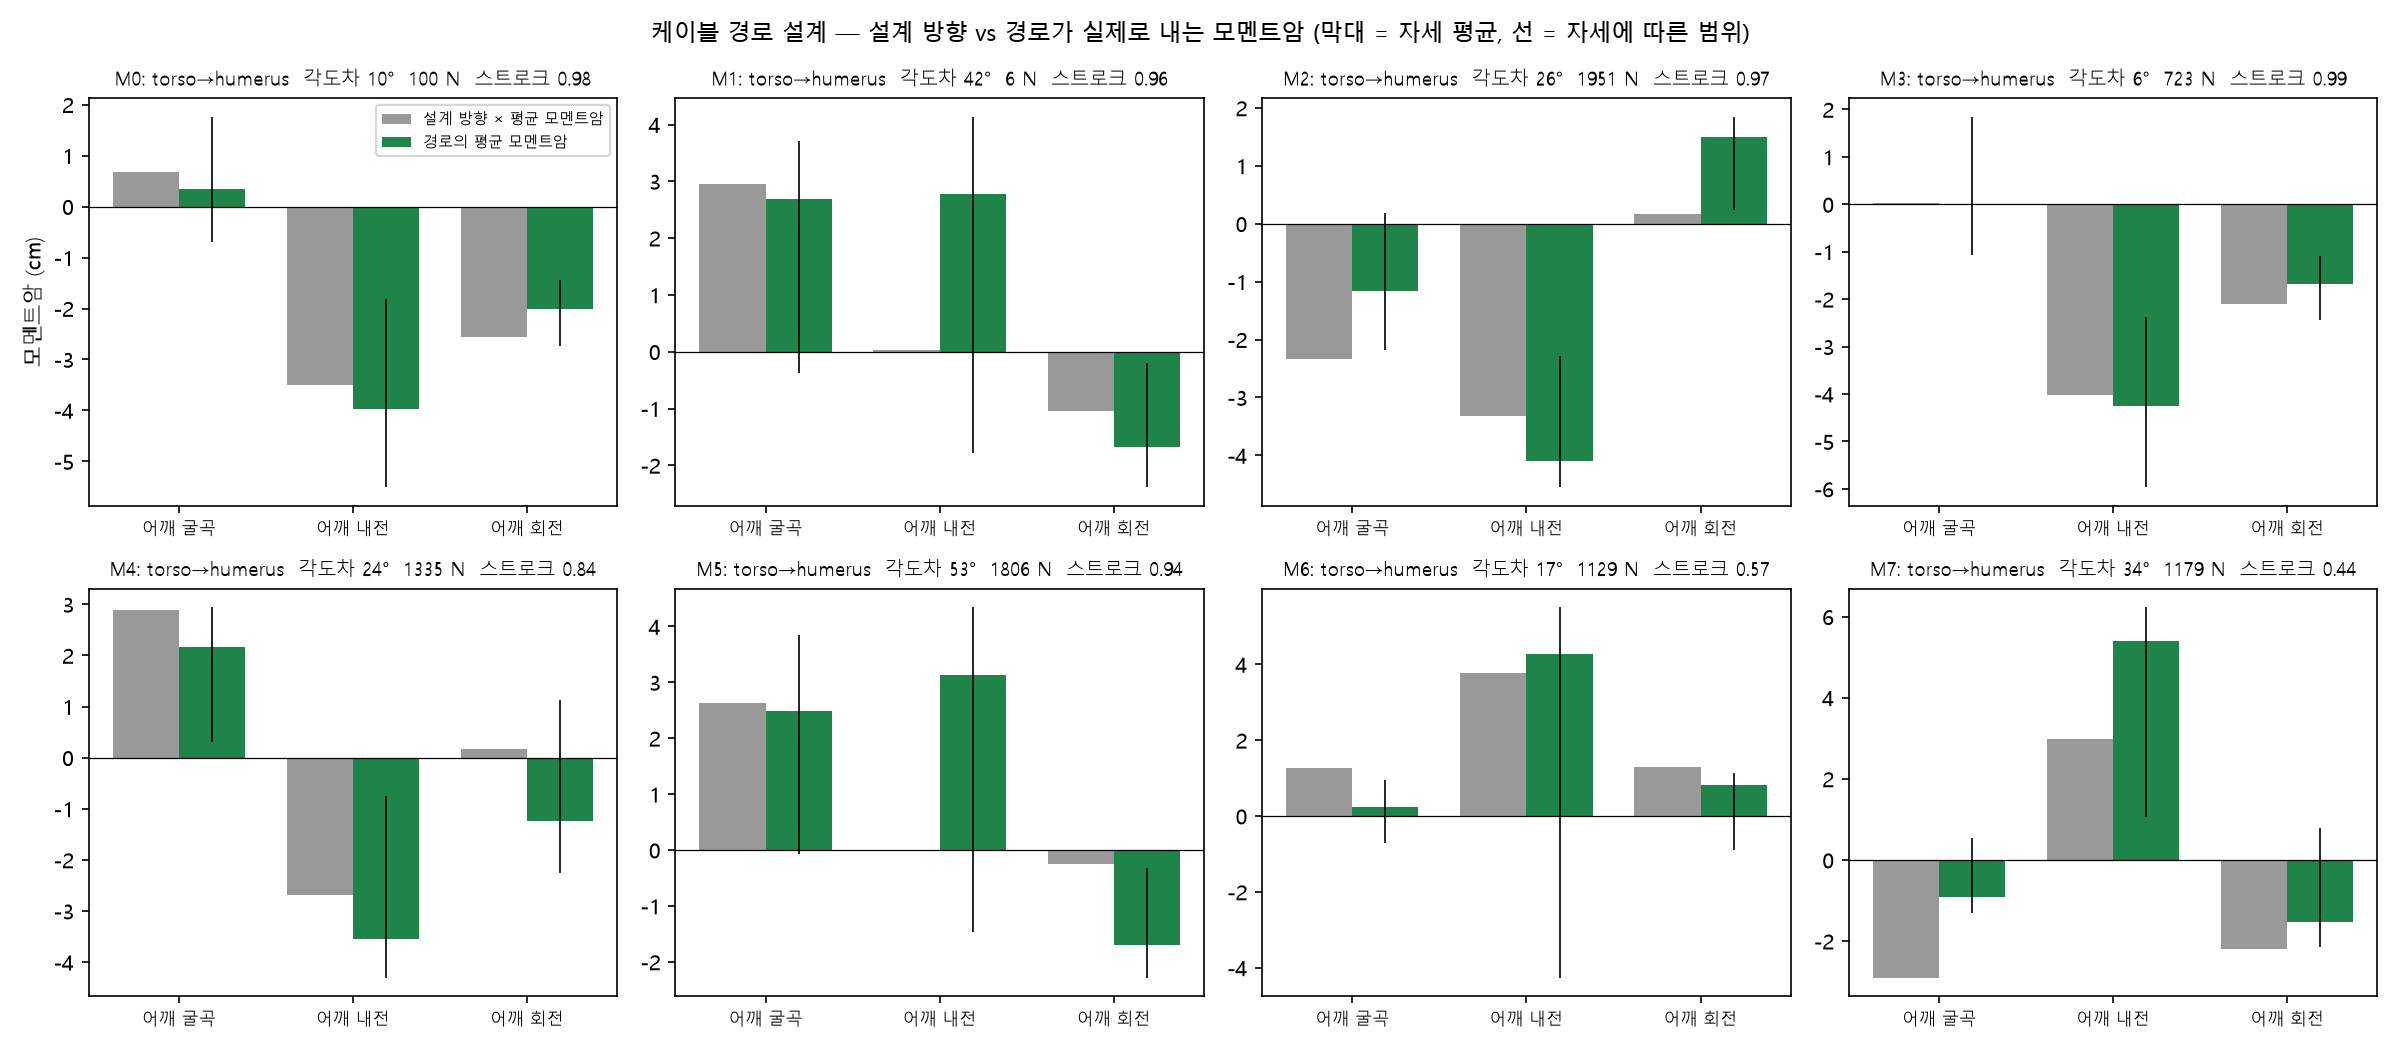 케이블 경로 설계 — 설계 방향 vs 경로가 실제로 내는 모멘트암 (막대 = 자세 평균, 선 = 자세에 따른 범위)
M0: torso→humerus 각도차 10° 100 N 스트로크 0.98
M1: torso→humerus 각도차 42° 6 N 스트로크 0.96
M2: torso→humerus 각도차 26° 1951 N 스트로크 0.97
M3: torso→humerus 각도차 6° 723 N 스트로크 0.99
모멘트암 (cm)
2
1
0
-1
-2
-3
-4
-5
설계 방향 × 평균 모멘트암
경로의 평균 모멘트암
어깨 굴곡 어깨 내전 어깨 회전
4
3
2
1
0
-1
-2
어깨 굴곡 어깨 내전 어깨 회전
2
1
0
-1
-2
-3
-4
어깨 굴곡 어깨 내전 어깨 회전
2
1
0
-1
-2
-3
-4
-5
-6
어깨 굴곡 어깨 내전 어깨 회전
M4: torso→humerus 각도차 24° 1335 N 스트로크 0.84
M5: torso→humerus 각도차 53° 1806 N 스트로크 0.94
M6: torso→humerus 각도차 17° 1129 N 스트로크 0.57
M7: torso→humerus 각도차 34° 1179 N 스트로크 0.44
3
2
1
0
-1
-2
-3
-4
어깨 굴곡 어깨 내전 어깨 회전
4
3
2
1
0
-1
-2
어깨 굴곡 어깨 내전 어깨 회전
4
2
0
-2
-4
어깨 굴곡 어깨 내전 어깨 회전
6
4
2
0
-2
어깨 굴곡 어깨 내전 어깨 회전